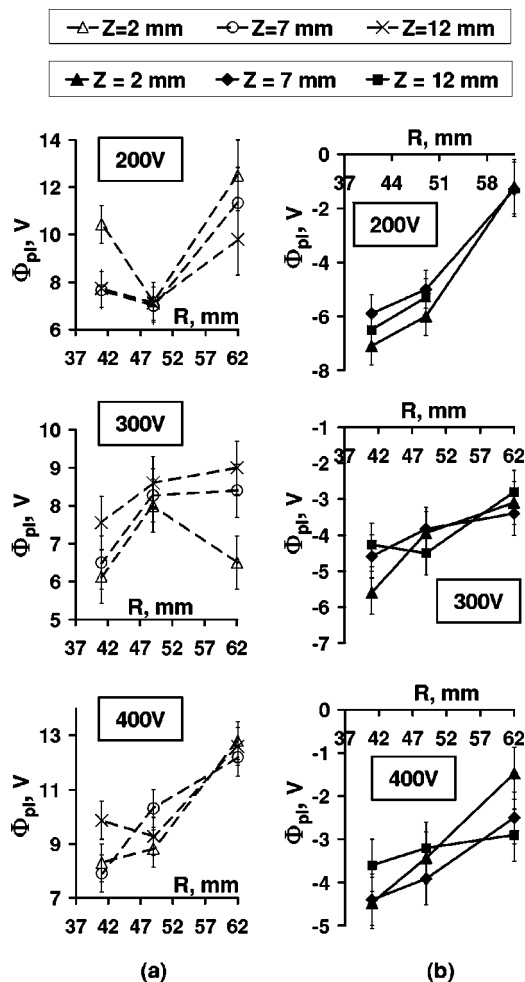 Z=2 mm Z=7 mm Z=12 mm
Z = 2 mm Z = 7 mm Z = 12 mm
200V
Φpl, V
14
12
10
8
6
R, mm
37 42 47 52 57 62
R, mm
37 44 51 58
0
-2
-4
-6
-8
Φpl, V
200V
300V
Φpl, V
10
9
8
7
6
5
R, mm
37 42 47 52 57 62
R, mm
37 42 47 52 57 62
-1
-2
-3
-4
-5
-6
-7
Φpl, V
300V
400V
Φpl, V
13
11
9
7
R, mm
37 42 47 52 57 62
R, mm
37 42 47 52 57 62
0
-1
-2
-3
-4
-5
Φpl, V
400V
(a) (b)